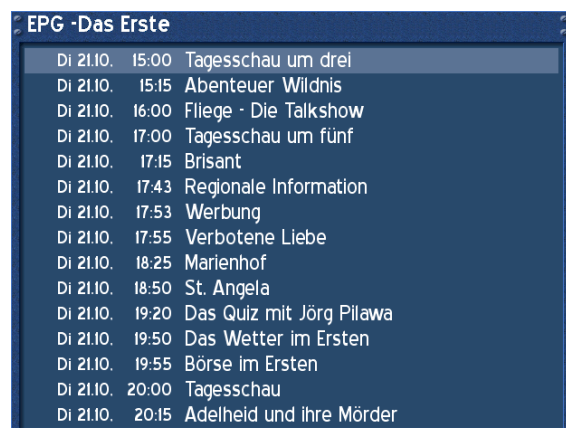 EPG -Das Erste
Di 21.10. 15:00 Tagesschau um drei
Di 21.10. 15:15 Abenteuer Wildnis
Di 21.10. 16:00 Fliege - Die Talkshow
Di 21.10. 17:00 Tagesschau um fünf
Di 21.10. 17:15 Brisant
Di 21.10. 17:43 Regionale Information
Di 21.10. 17:53 Werbung
Di 21.10. 17:55 Verbotene Liebe
Di 21.10. 18:25 Marienhof
Di 21.10. 18:50 St. Angela
Di 21.10. 19:20 Das Quiz mit Jörg Pilawa
Di 21.10. 19:50 Das Wetter im Ersten
Di 21.10. 19:55 Börse im Ersten
Di 21.10. 20:00 Tagesschau
Di 21.10. 20:15 Adelheid und ihre Mörder